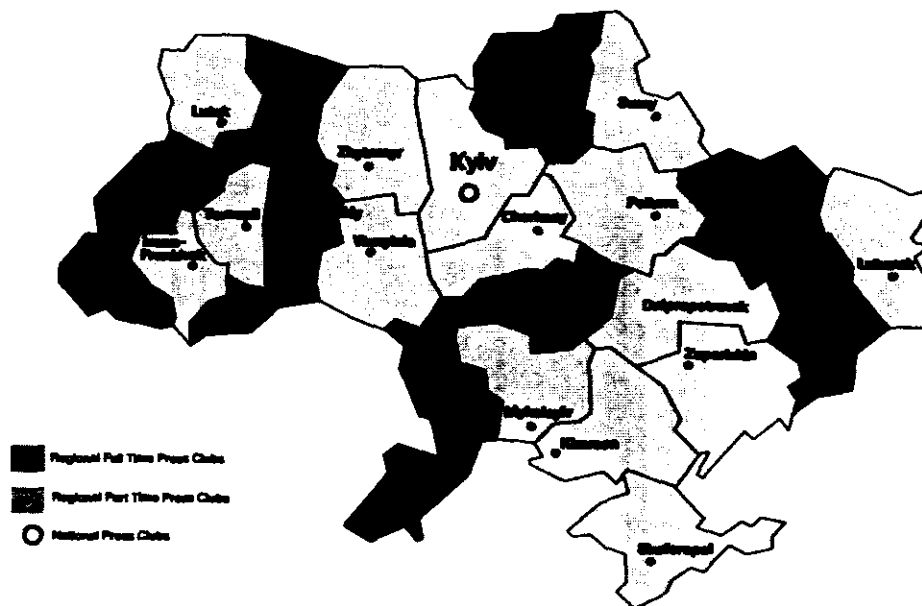 Lutsk
Sumy
Zhytomyr
Kyiv
Cherkasy
Poltava
Ternopil
Ivano-
Frankivsk
Vinnytsia
Luhansk
Dnipropetrovsk
Zaporizhia
Mykolayiv
Kherson
Regional Full Time Press Clubs
Regional Part Time Press Clubs
National Press Clubs
Simferopol